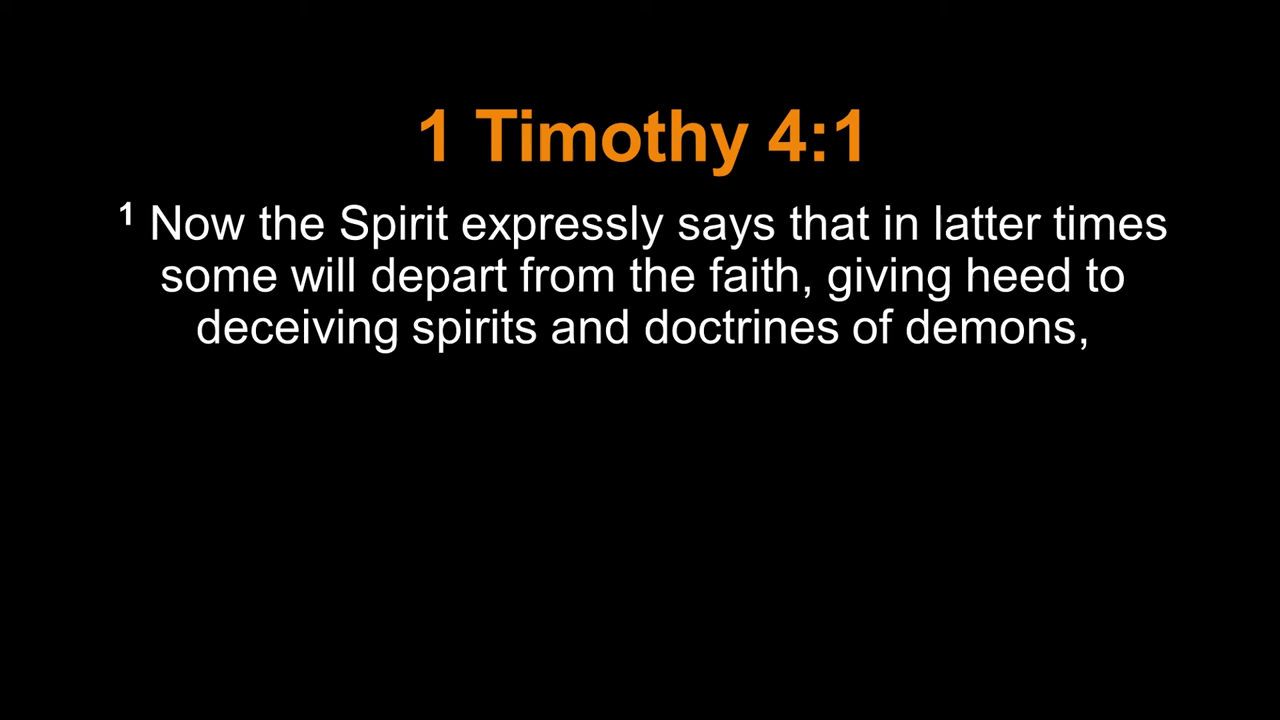 1 Timothy 4:1
1 Now the Spirit expressly says that in latter times
some will depart from the faith, giving heed to
deceiving spirits and doctrines of demons,